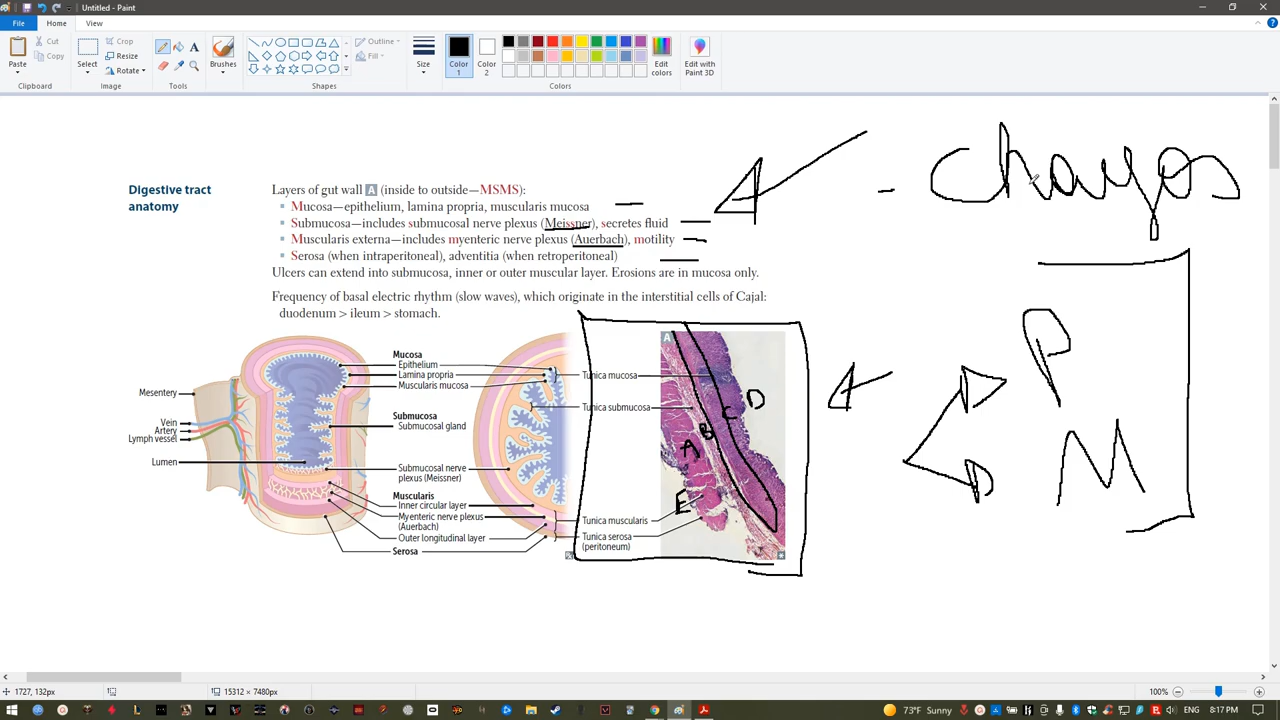 Untitled - Paint
File Home View
Paste Cut Copy Clipboard
Select Crop Resize Rotate Image
Tools
Brushes
Shapes
Outline Fill
Size
Color 1 Color 2
Edit colors
Colors
Edit with Paint 3D
Digestive tract
anatomy
Layers of gut wall A (inside to outside—MSMS):
Mucosa—epithelium, lamina propria, muscularis mucosa
Submucosa—includes submucosal nerve plexus (Meissner), secretes fluid
Muscularis externa—includes myenteric nerve plexus (Auerbach), motility
Serosa (when intraperitoneal), adventitia (when retroperitoneal)
Ulcers can extend into submucosa, inner or outer muscular layer. Erosions are in mucosa only.
Frequency of basal electric rhythm (slow waves), which originate in the interstitial cells of Cajal:
duodenum > ileum > stomach.
- Chagas
P
M
Mesentery
Vein
Artery
Lymph vessel
Lumen
Mucosa
Epithelium
Lamina propria
Muscularis mucosa
Submucosa
Submucosal gland
Submucosal nerve
plexus (Meissner)
Muscularis
Inner circular layer
Myenteric nerve plexus
(Auerbach)
Outer longitudinal layer
Serosa
Tunica mucosa
Tunica submucosa
Tunica muscularis
Tunica serosa
(peritoneum)
A
A B C D
E
1727, 132px
15312 × 7480px
100%
73°F Sunny
8:17 PM